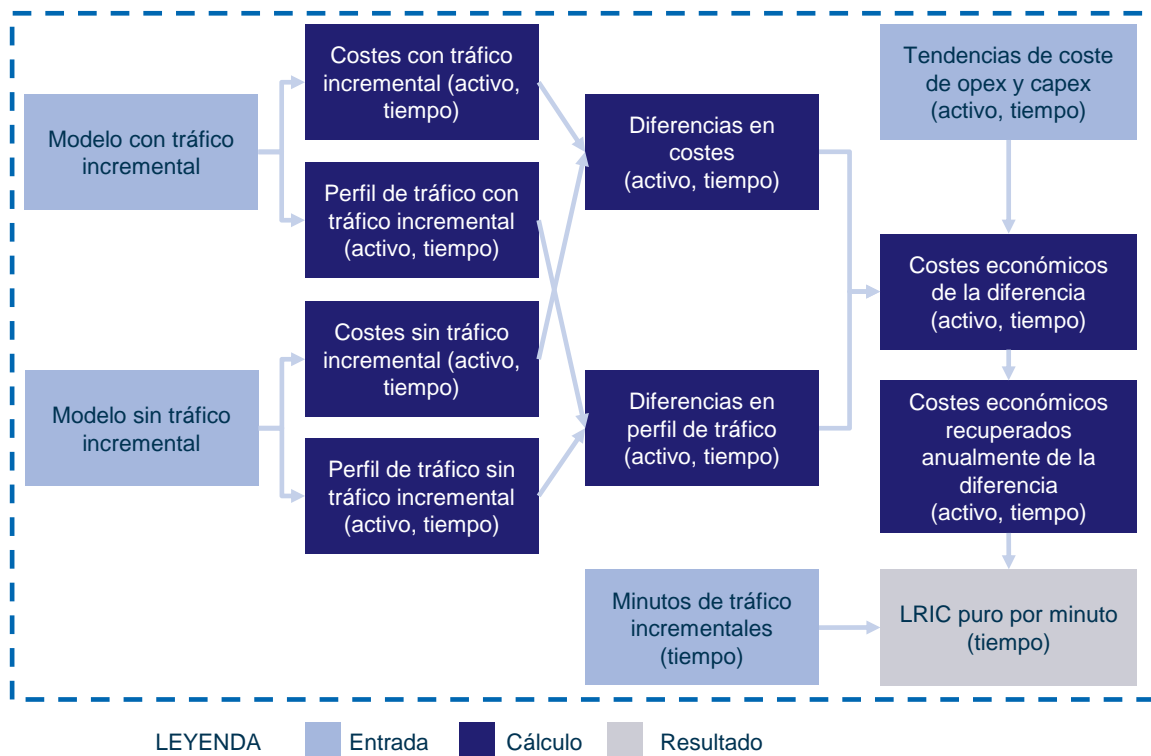 Costes con tráfico
incremental (activo,
tiempo)
Tendencias de coste
de opex y capex
(activo, tiempo)
Modelo con tráfico
incremental
Diferencias en
costes
(activo, tiempo)
Perfil de tráfico con
tráfico incremental
(activo, tiempo)
Costes económicos
de la diferencia
(activo, tiempo)
Costes sin tráfico
incremental (activo,
tiempo)
Modelo sin tráfico
incremental
Diferencias en
perfil de tráfico
(activo, tiempo)
Costes económicos
recuperados
anualmente de la
diferencia
(activo, tiempo)
Perfil de tráfico sin
tráfico incremental
(activo, tiempo)
Minutos de tráfico
incrementales
(tiempo)
LRIC puro por minuto
(tiempo)
LEYENDA Entrada Cálculo Resultado